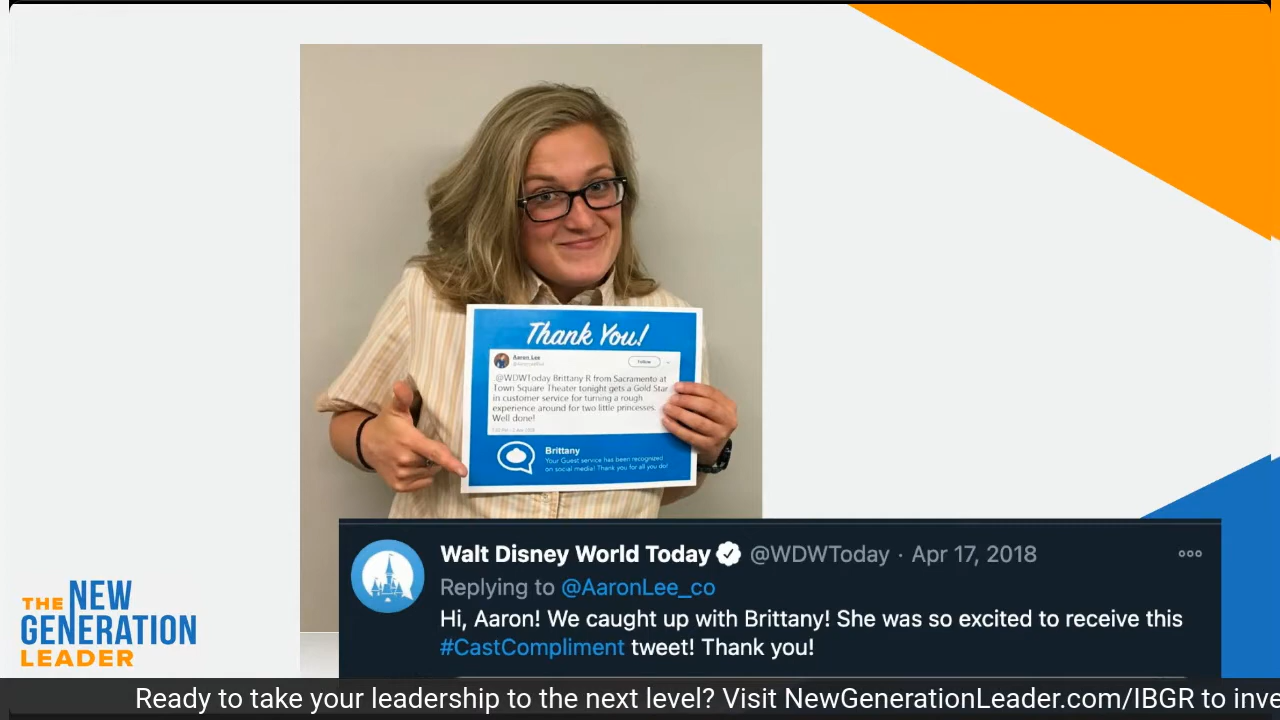 Thank You!
Aaron Lee
Follow
@WDWToday Brittany R from Sacramento at
Town Square Theater tonight gets a Gold Star
in customer service for turning a rough
experience around for two little princesses.
Well done!
Brittany
Your Guest service has been recognized
on social media! Thank you for all you do!
Walt Disney World Today @WDWToday · Apr 17, 2018
Replying to @AaronLee_co
Hi, Aaron! We caught up with Brittany! She was so excited to receive this
#CastCompliment tweet! Thank you!
THE NEW
GENERATION
LEADER
Ready to take your leadership to the next level? Visit NewGenerationLeader.com/IBGR to inve